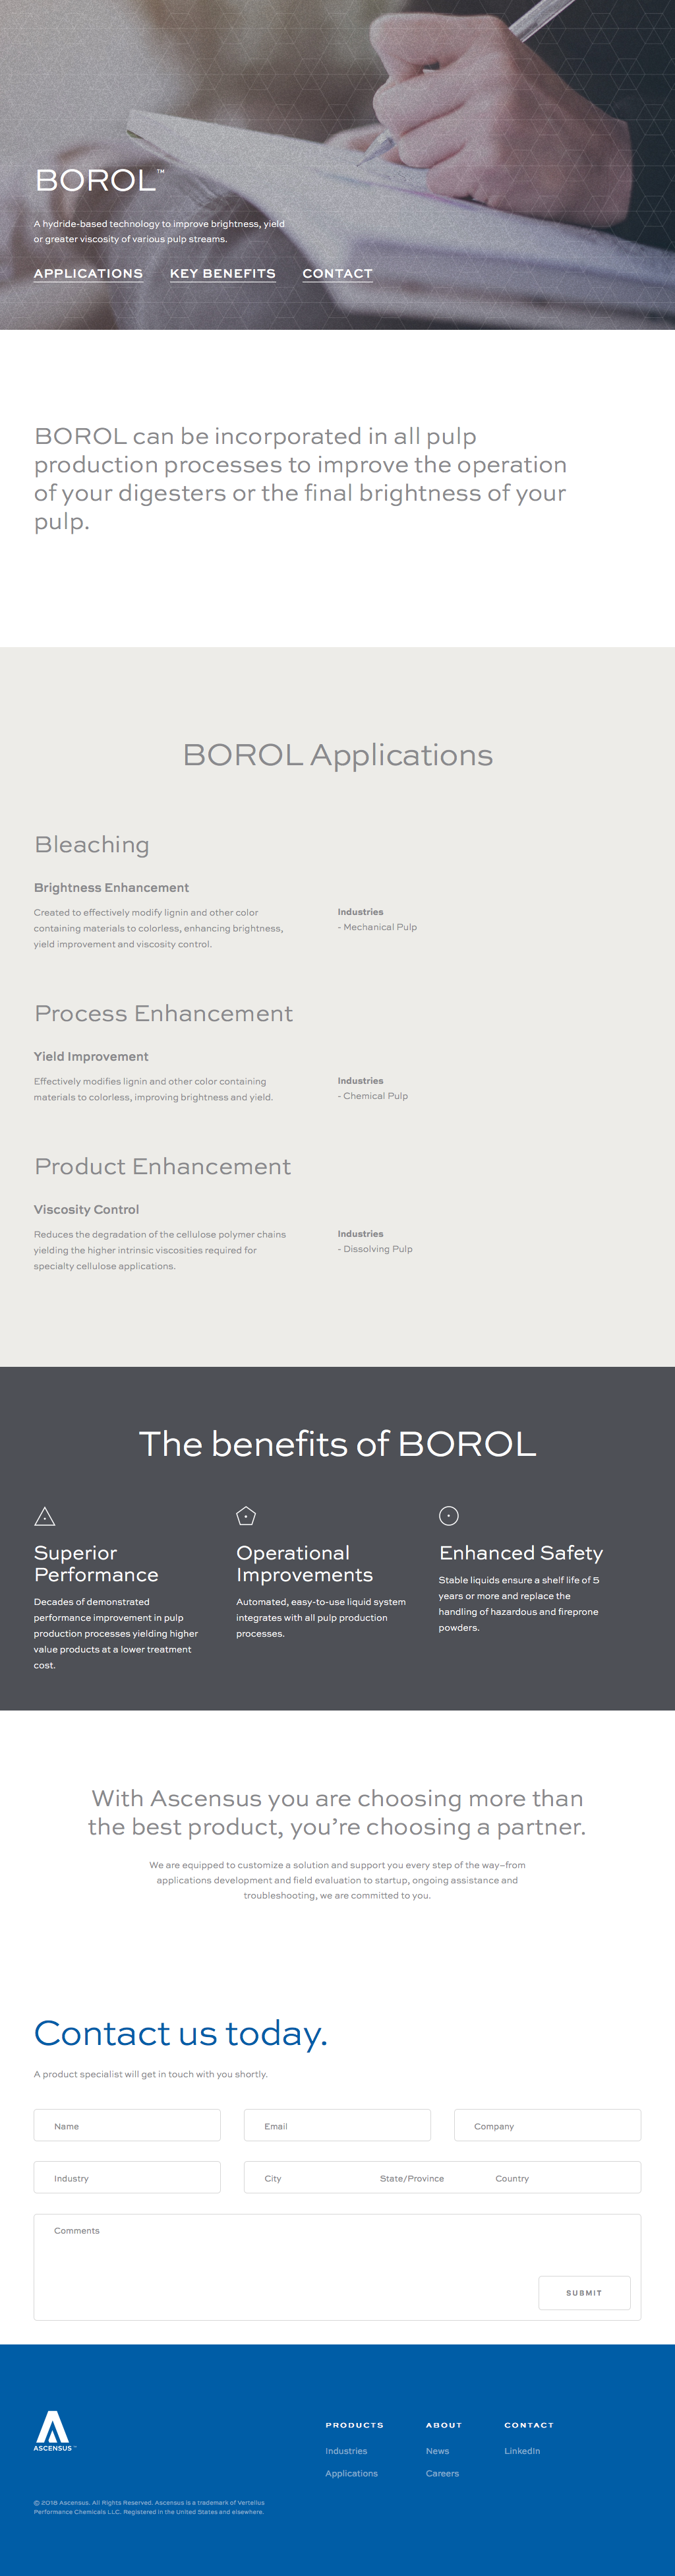 BOROL™
A hydride-based technology to improve brightness, yield
or greater viscosity of various pulp streams.
APPLICATIONS KEY BENEFITS CONTACT
BOROL can be incorporated in all pulp
production processes to improve the operation
of your digesters or the final brightness of your
pulp.
BOROL Applications
Bleaching
Brightness Enhancement
Created to effectively modify lignin and other color
containing materials to colorless, enhancing brightness,
yield improvement and viscosity control.
Industries
- Mechanical Pulp
Process Enhancement
Yield Improvement
Effectively modifies lignin and other color containing
materials to colorless, improving brightness and yield.
Industries
- Chemical Pulp
Product Enhancement
Viscosity Control
Reduces the degradation of the cellulose polymer chains
yielding the higher intrinsic viscosities required for
specialty cellulose applications.
Industries
- Dissolving Pulp
The benefits of BOROL
Superior
Performance
Decades of demonstrated
performance improvement in pulp
production processes yielding higher
value products at a lower treatment
cost.
Operational
Improvements
Automated, easy-to-use liquid system
integrates with all pulp production
processes.
Enhanced Safety
Stable liquids ensure a shelf life of 5
years or more and replace the
handling of hazardous and fireprone
powders.
With Ascensus you are choosing more than
the best product, you’re choosing a partner.
We are equipped to customize a solution and support you every step of the way–from
applications development and field evaluation to startup, ongoing assistance and
troubleshooting, we are committed to you.
Contact us today.
A product specialist will get in touch with you shortly.
Name Email Company
Industry City State/Province Country
Comments
SUBMIT
ASCENSUS™
PRODUCTS ABOUT CONTACT
Industries News LinkedIn
Applications Careers
© 2018 Ascensus. All Rights Reserved. Ascensus is a trademark of Vertellus
Performance Chemicals LLC. Registered in the United States and elsewhere.